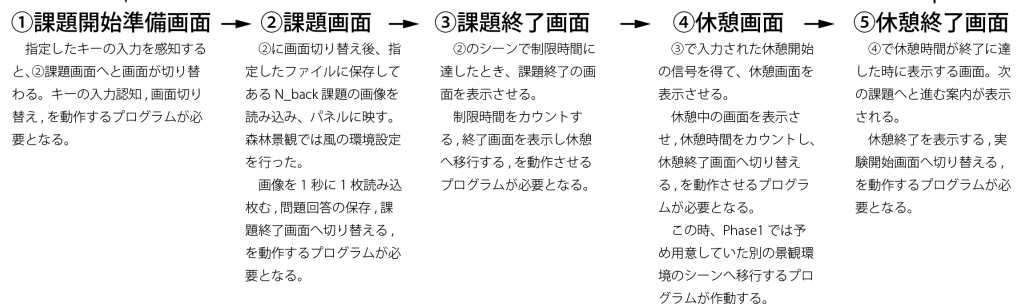 ①課題開始準備画面
指定したキーの入力を感知する
と、②課題画面へと画面が切り替
わる。キーの入力認知 , 画面切り
替え , を動作するプログラムが必
要となる。
②課題画面
②に画面切り替え後、指
定したファイルに保存して
ある N_back 課題の画像を
読み込み、パネルに映す。
森林景観では風の環境設定
を行った。
画像を 1 秒に 1 枚読み込
枚む , 問題回答の保存 , 課
題終了画面へ切り替える ,
を動作するプログラムが必
要となる。
③課題終了画面
②のシーンで制限時間に
達したとき、課題終了の画
面を表示させる。
制限時間をカウントす
る , 終了画面を表示し休憩
へ移行する , を動作させる
プログラムが必要となる。
④休憩画面
③で入力された休憩開始
の信号を得て、休憩画面を
表示させる。
休憩中の画面を表示さ
せ , 休憩時間をカウントし、
休憩終了画面へ切り替え
る , を動作させるプログラ
ムが必要となる。
この時、Phase1 では予
め用意していた別の景観環
境のシーンへ移行するプロ
グラムが作動する。
⑤休憩終了画面
④で休憩時間が終了に達
した時に表示する画面。次
の課題へと進む案内が表示
される。
休憩終了を表示する , 実
験開始画面へ切り替える ,
を動作するプログラムが必
要となる。